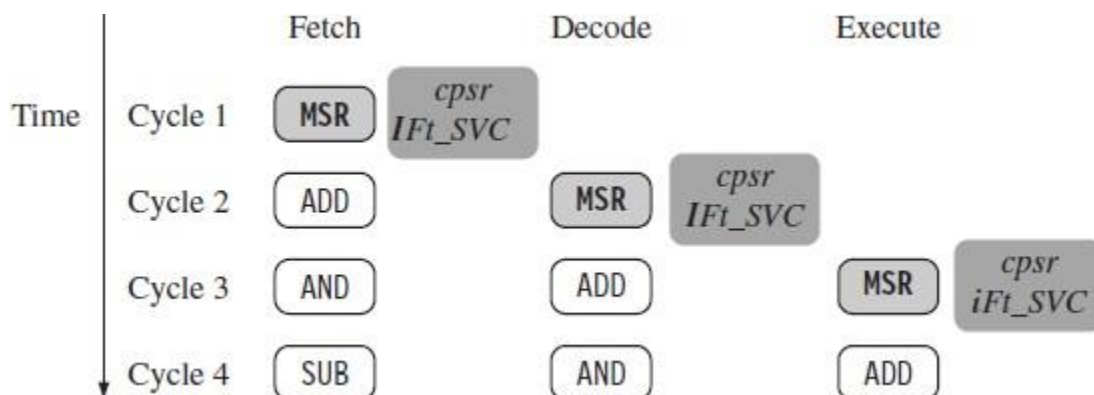 Fetch Decode Execute
Time Cycle 1 MSR cpsr IFt_SVC
Cycle 2 ADD MSR cpsr IFt_SVC
Cycle 3 AND ADD MSR cpsr iFt_SVC
Cycle 4 SUB AND ADD